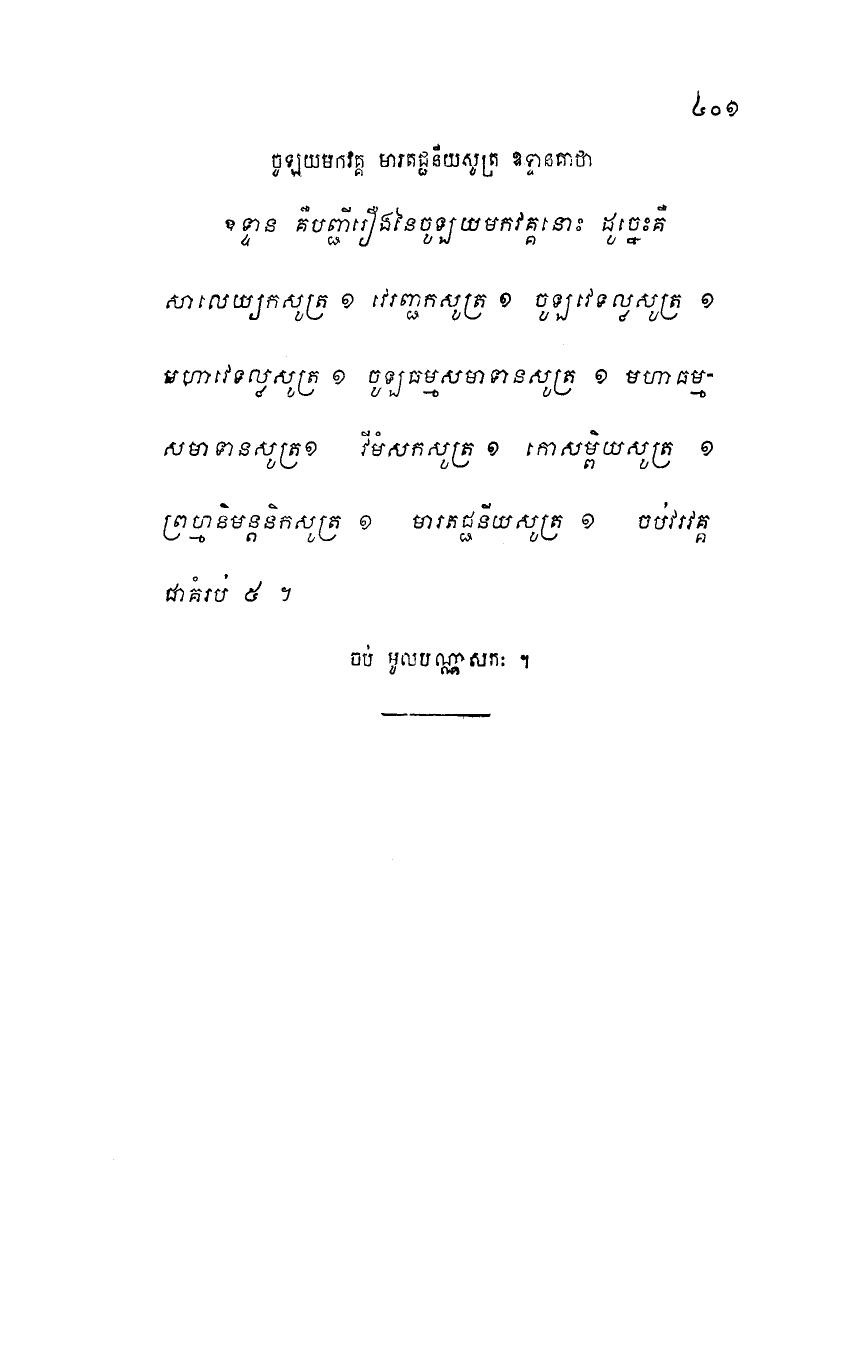 ៤០១
ចូឡយមកវគ្គ មារតជ្ជនីយសូត្រ ឧទ្ទានគាថា
ឧទ្ទាន គឺបញ្ជីរឿងនៃចូឡយមកវគ្គនោះ ដូច្នេះគឺ
សាលេយ្យកសូត្រ ១ វេរញ្ជកសូត្រ ១ ចូឡវេទល្លសូត្រ ១
មហាវេទល្លសូត្រ ១ ចូឡធម្មសមាទានសូត្រ ១ មហាធម្ម-
សមាទានសូត្រ១ វីមំសកសូត្រ ១ កោសម្ពិយសូត្រ ១
ព្រហ្មនិមន្តនិកសូត្រ ១ មារតជ្ជនីយសូត្រ ១ ចប់វរវគ្គ
ជាគំរប់ ៥ ។
ចប់ មូលបណ្ណាសកៈ ។